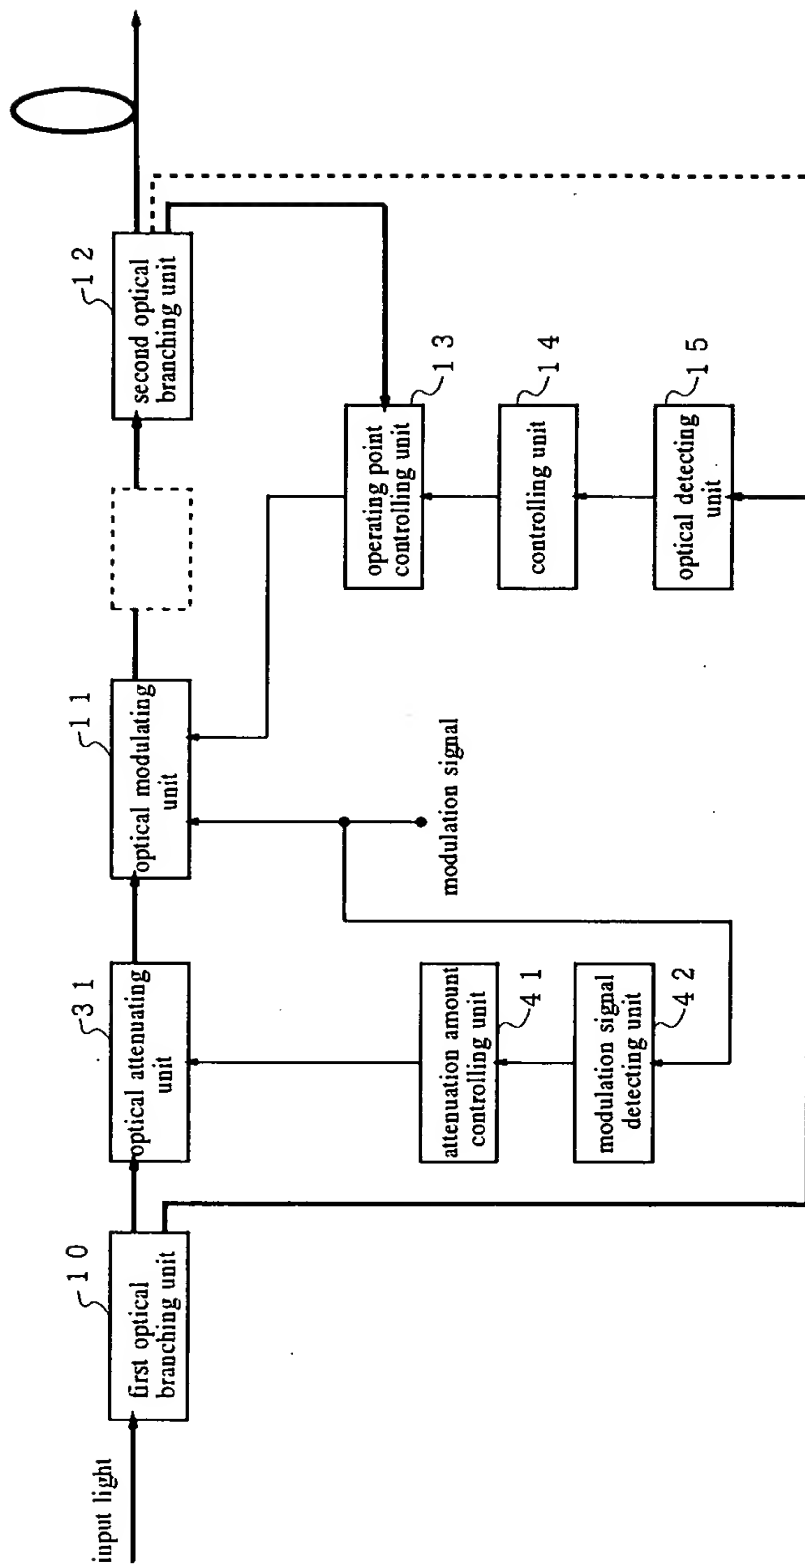 input light
first optical
branching unit
10
optical attenuating
unit
31
optical modulating
unit
11
second optical
branching unit
12
modulation signal
operating point
controlling unit
13
attenuation amount
controlling unit
41
controlling unit
14
modulation signal
detecting unit
42
optical detecting
unit
15